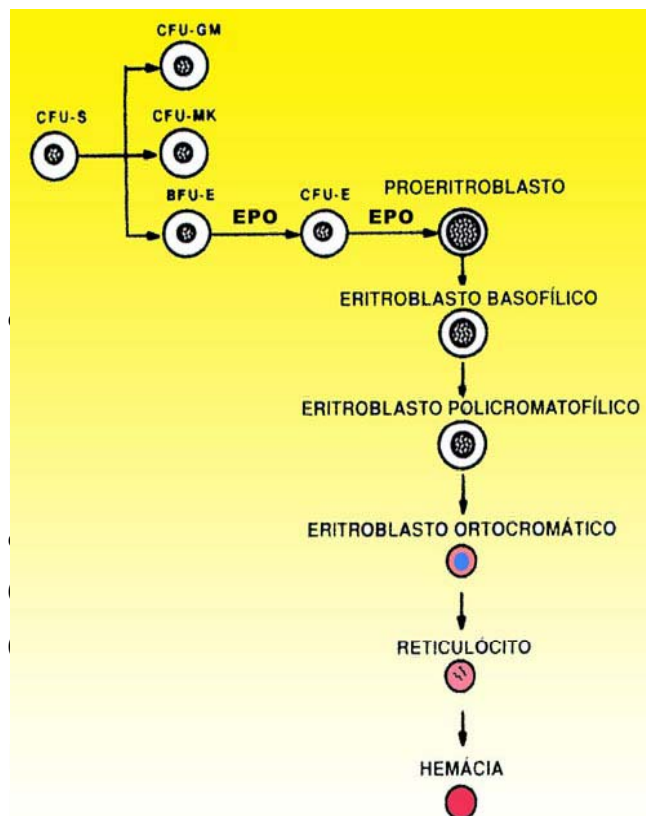 CFU-GM
CFU-S
CFU-MK
BFU-E
EPO
CFU-E
EPO
PROERITROBLASTO
ERITROBLASTO BASOFÍLICO
ERITROBLASTO POLICROMATOFÍLICO
ERITROBLASTO ORTOCROMÁTICO
RETICULÓCITO
HEMÁCIA